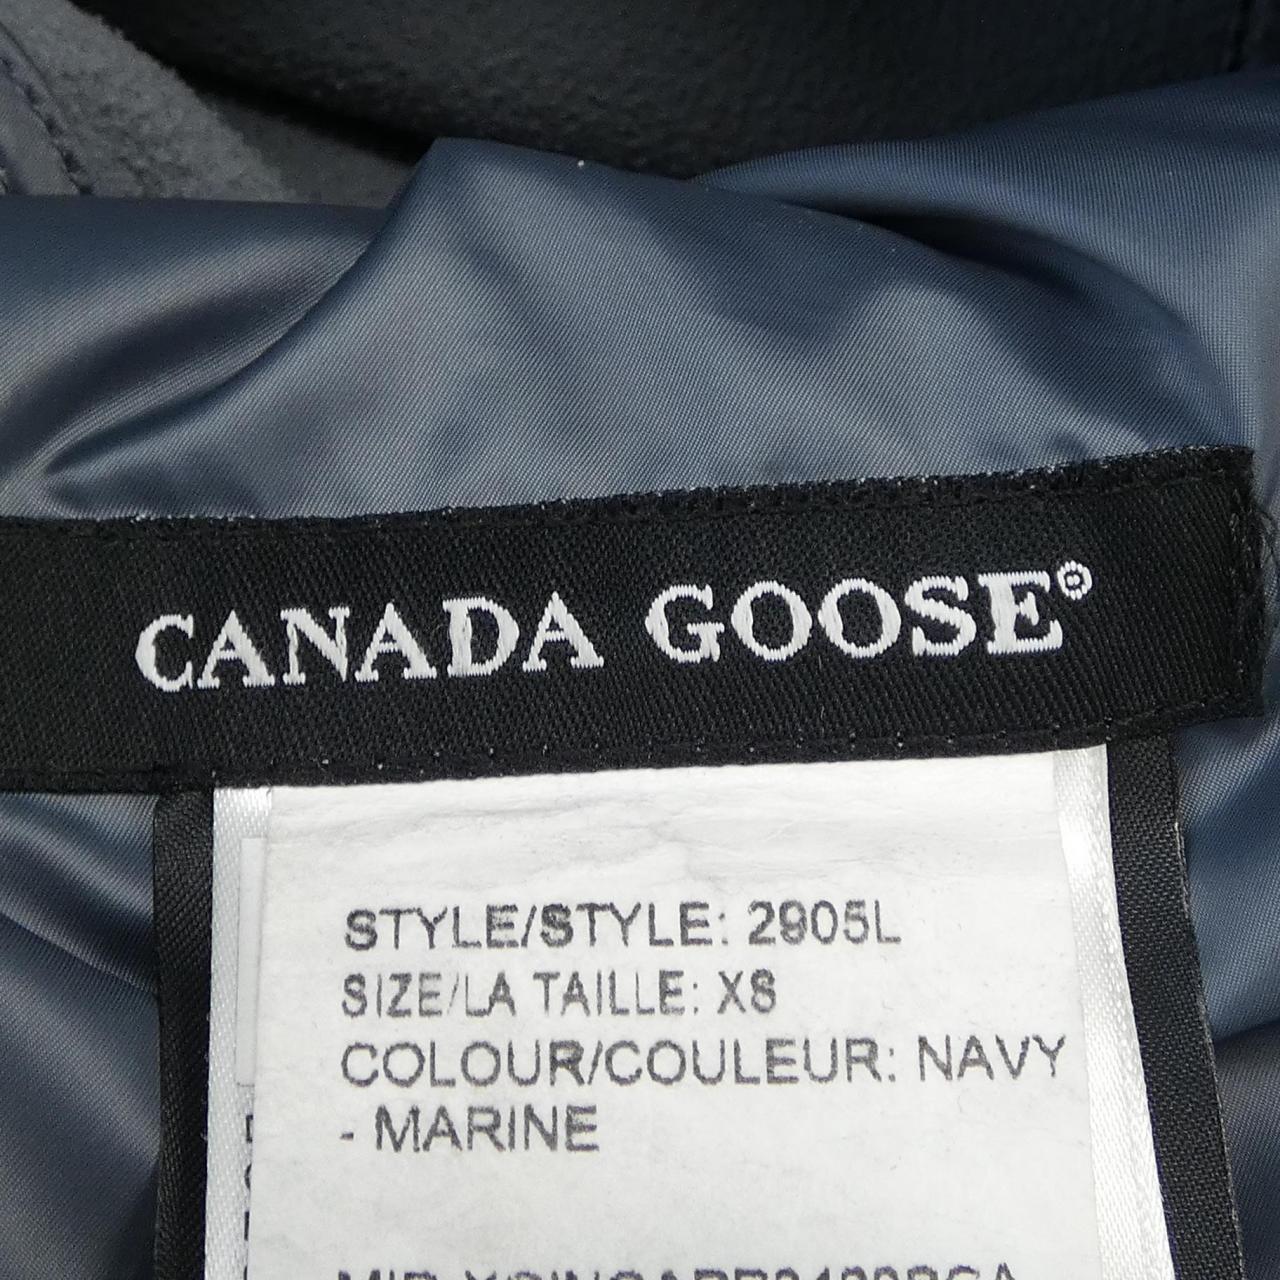 CANADA GOOSE®
STYLE/STYLE: 2905L
SIZE/LA TAILLE: XS
COLOUR/COULEUR: NAVY
- MARINE